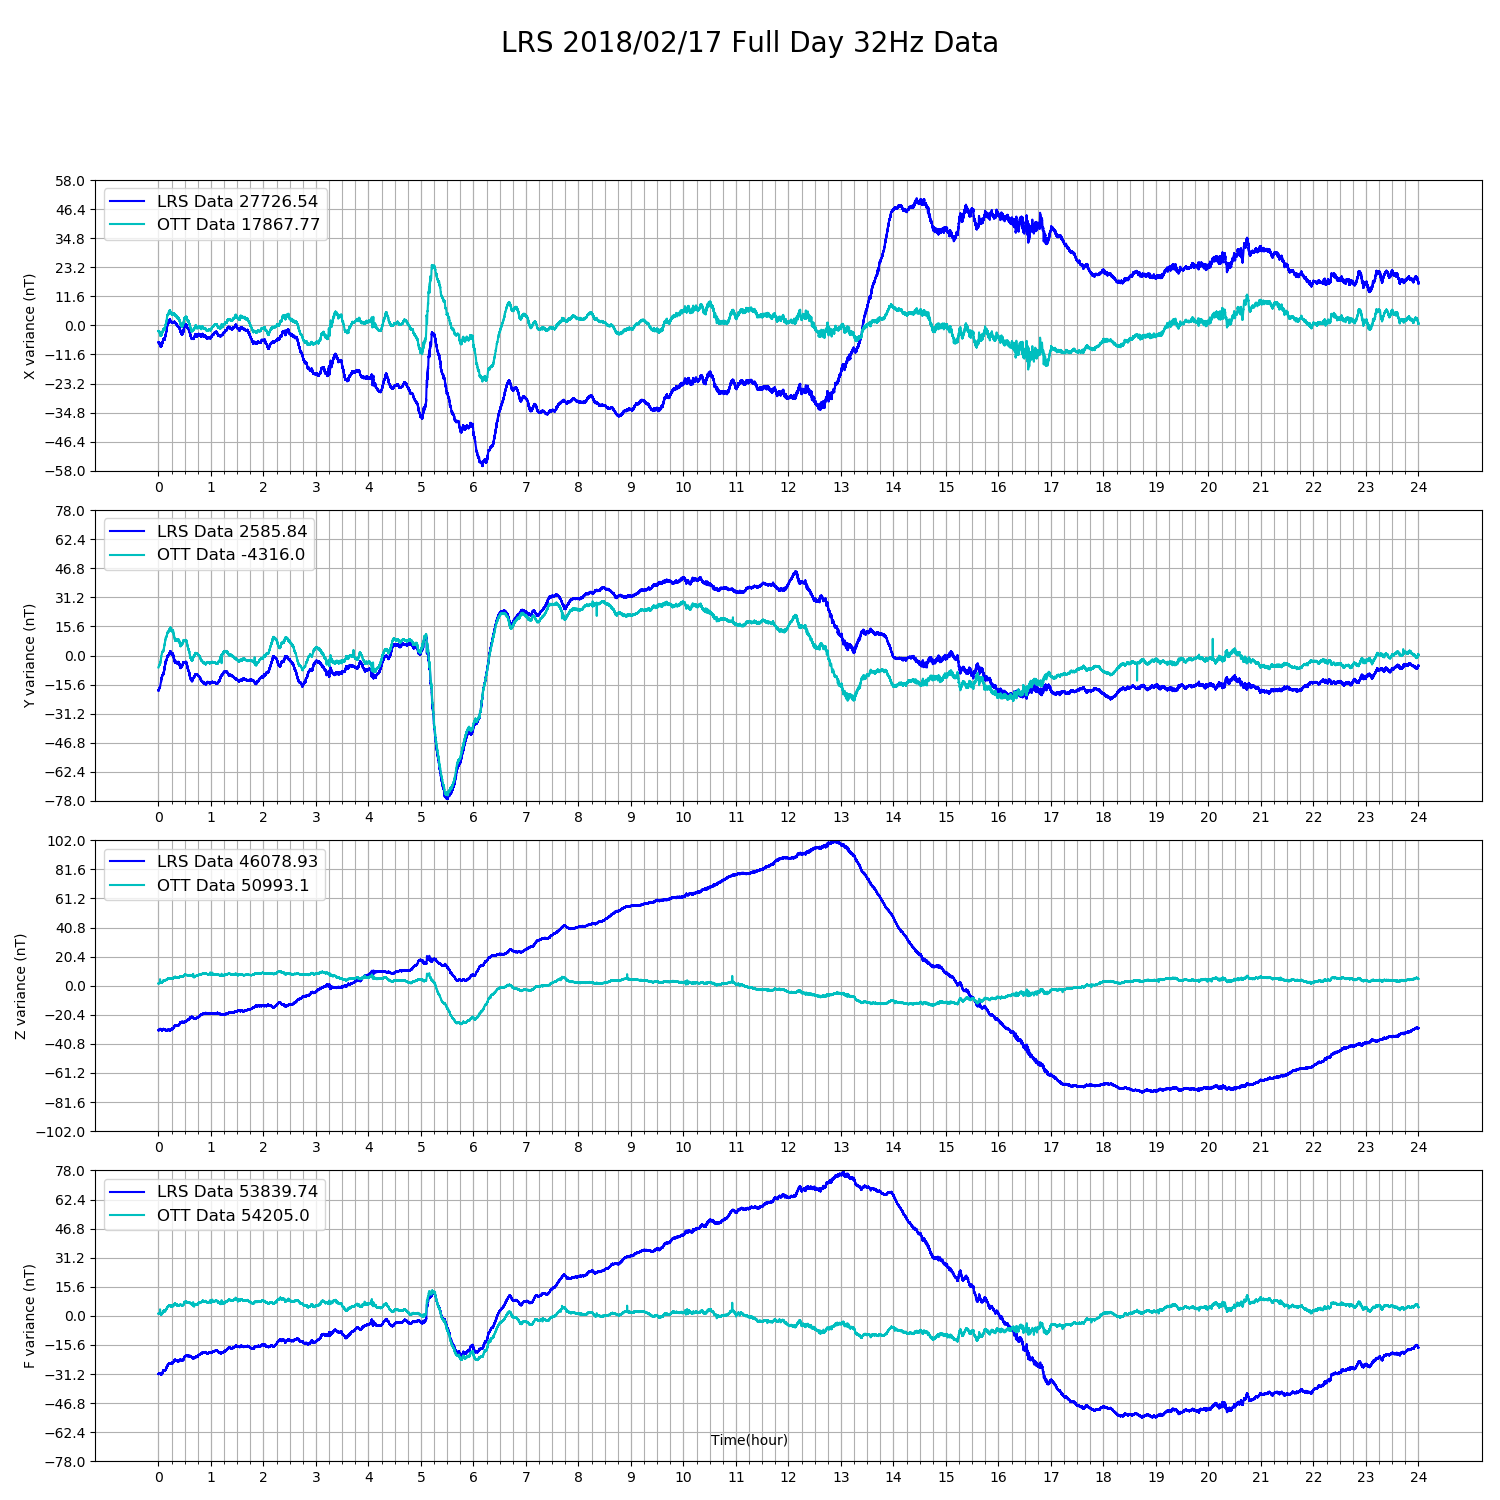 LRS 2018/02/17 Full Day 32Hz Data
58.0
46.4
34.8
23.2
11.6
0.0
−11.6
−23.2
−34.8
−46.4
−58.0
X variance (nT)
LRS Data 27726.54
OTT Data 17867.77
0 1 2 3 4 5 6 7 8 9 10 11 12 13 14 15 16 17 18 19 20 21 22 23 24
78.0
62.4
46.8
31.2
15.6
0.0
−15.6
−31.2
−46.8
−62.4
−78.0
Y variance (nT)
LRS Data 2585.84
OTT Data -4316.0
0 1 2 3 4 5 6 7 8 9 10 11 12 13 14 15 16 17 18 19 20 21 22 23 24
102.0
81.6
61.2
40.8
20.4
0.0
−20.4
−40.8
−61.2
−81.6
−102.0
Z variance (nT)
LRS Data 46078.93
OTT Data 50993.1
0 1 2 3 4 5 6 7 8 9 10 11 12 13 14 15 16 17 18 19 20 21 22 23 24
78.0
62.4
46.8
31.2
15.6
0.0
−15.6
−31.2
−46.8
−62.4
−78.0
F variance (nT)
LRS Data 53839.74
OTT Data 54205.0
Time(hour)
0 1 2 3 4 5 6 7 8 9 10 11 12 13 14 15 16 17 18 19 20 21 22 23 24